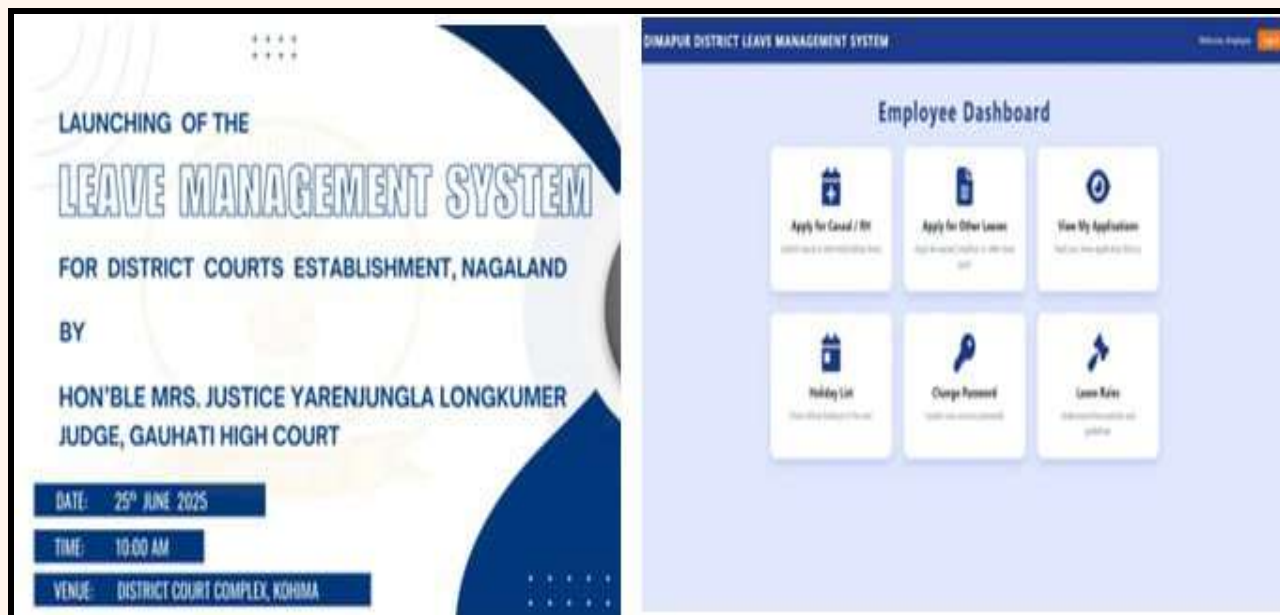 LAUNCHING OF THE
LEAVE MANAGEMENT SYSTEM
FOR DISTRICT COURTS ESTABLISHMENT, NAGALAND
BY
HON'BLE MRS. JUSTICE YARENJUNGLA LONGKUMER
JUDGE, GAUHATI HIGH COURT
DATE: 25th JUNE 2025
TIME: 10:00 AM
VENUE: DISTRICT COURT COMPLEX, KOHIMA
DIMAPUR DISTRICT LEAVE MANAGEMENT SYSTEM
Employee Dashboard
Apply for Casual / RH
Apply for Other Leaves
View My Applications
Holiday List
Change Password
Leave Rules